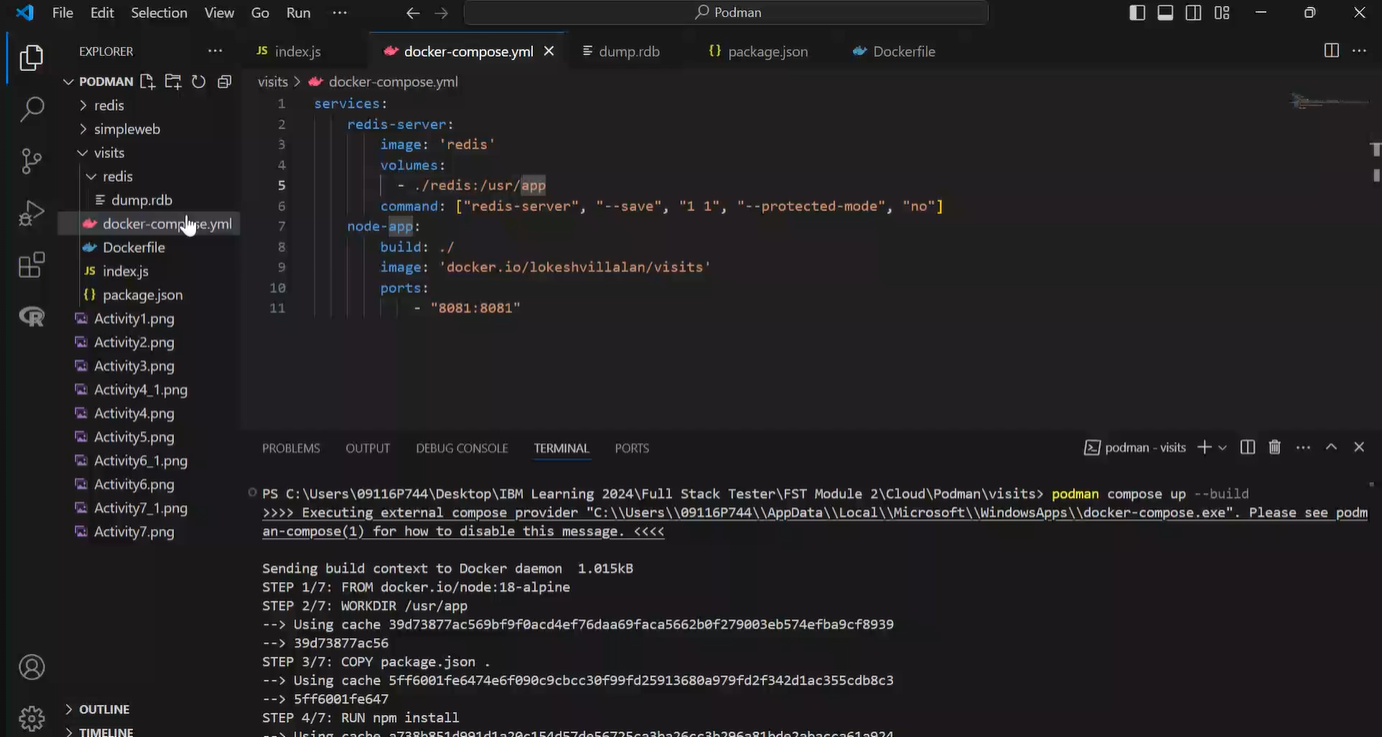 File Edit Selection View Go Run ··· Podman
EXPLORER ···
JS index.js docker-compose.yml dump.rdb {} package.json Dockerfile
PODMAN
redis
simpleweb
visits
redis
dump.rdb
docker-compose.yml
Dockerfile
JS index.js
{} package.json
Activity1.png
Activity2.png
Activity3.png
Activity4_1.png
Activity4.png
Activity5.png
Activity6_1.png
Activity6.png
Activity7_1.png
Activity7.png
OUTLINE
TIMELINE
visits > docker-compose.yml
1 services:
2 redis-server:
3 image: 'redis'
4 volumes:
5 - ./redis:/usr/app
6 command: ["redis-server", "--save", "1 1", "--protected-mode", "no"]
7 node-app:
8 build: ./
9 image: 'docker.io/lokeshvillalan/visits'
10 ports:
11 - "8081:8081"
PROBLEMS OUTPUT DEBUG CONSOLE TERMINAL PORTS podman - visits
PS C:\Users\09116P744\Desktop\IBM Learning 2024\Full Stack Tester\FST Module 2\Cloud\Podman\visits> podman compose up --build
>>>> Executing external compose provider "C:\\Users\\09116P744\\AppData\\Local\\Microsoft\\WindowsApps\\docker-compose.exe". Please see podm
an-compose(1) for how to disable this message. <<<<
Sending build context to Docker daemon 1.015kB
STEP 1/7: FROM docker.io/node:18-alpine
STEP 2/7: WORKDIR /usr/app
--> Using cache 39d73877ac569bf9f0acd4ef76daa69faca5662b0f279003eb574efba9cf8939
--> 39d73877ac56
STEP 3/7: COPY package.json .
--> Using cache 5ff6001fe6474e6f090c9cbcc30f99fd25913680a979fd2f342d1ac355cdb8c3
--> 5ff6001fe647
STEP 4/7: RUN npm install
--> Using cache